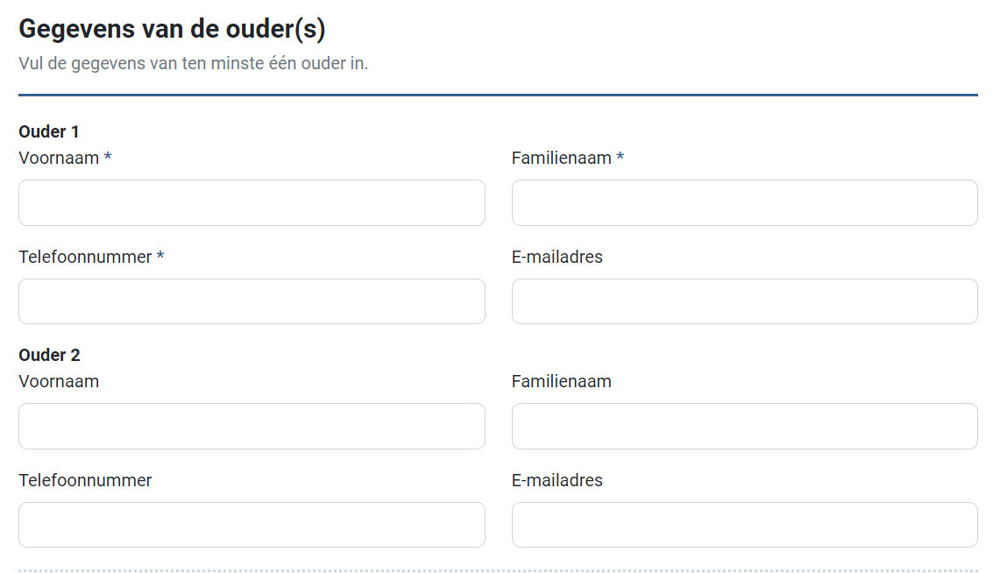 Gegevens van de ouder(s)
Vul de gegevens van ten minste één ouder in.
Ouder 1
Voornaam *
Familienaam *
Telefoonnummer *
E-mailadres
Ouder 2
Voornaam
Familienaam
Telefoonnummer
E-mailadres